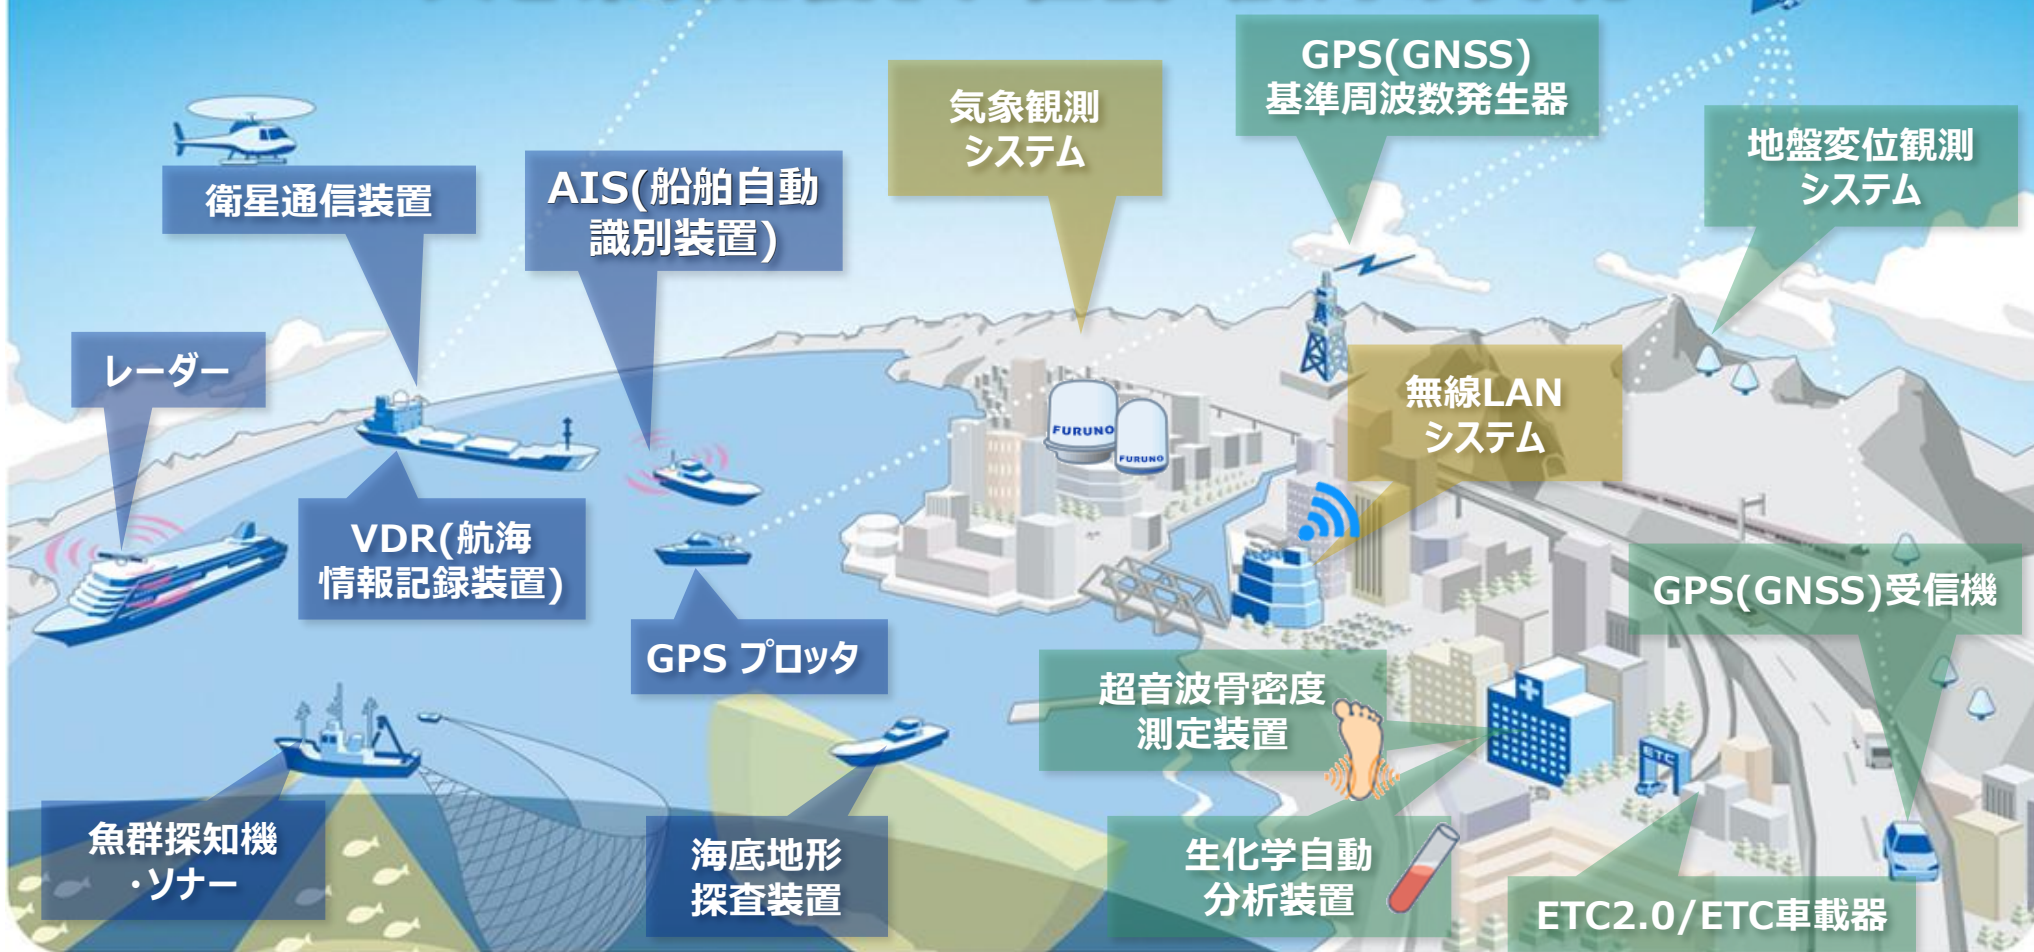 GPS(GNSS)
基準周波数発生器
気象観測
システム
地盤変位観測
システム
衛星通信装置
AIS(船舶自動
識別装置)
レーダー
無線LAN
システム
FURUNO
FURUNO
VDR(航海
情報記録装置)
GPS(GNSS)受信機
GPS プロッタ
超音波骨密度
測定装置
ETC
魚群探知機
・ソナー
海底地形
探査装置
生化学自動
分析装置
ETC2.0/ETC車載器